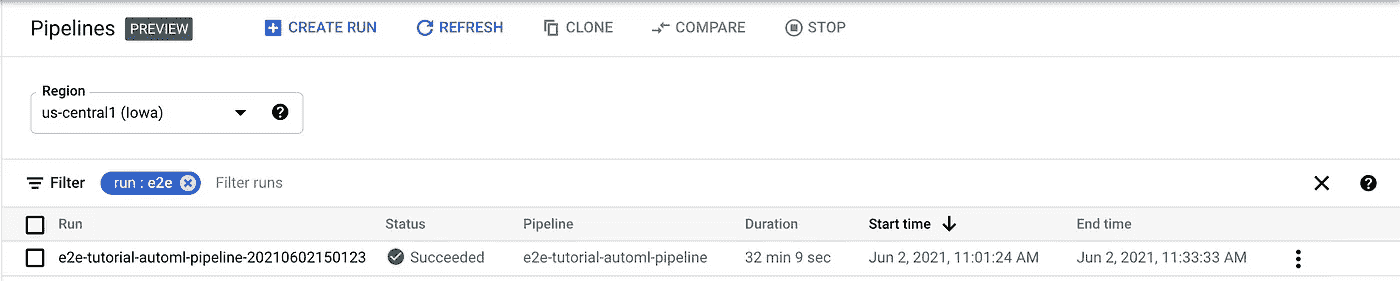 Pipelines PREVIEW CREATE RUN REFRESH CLONE COMPARE STOP
Region
us-central1 (Iowa)
Filter run : e2e Filter runs
Run Status Pipeline Duration Start time End time
e2e-tutorial-automl-pipeline-20210602150123 Succeeded e2e-tutorial-automl-pipeline 32 min 9 sec Jun 2, 2021, 11:01:24 AM Jun 2, 2021, 11:33:33 AM